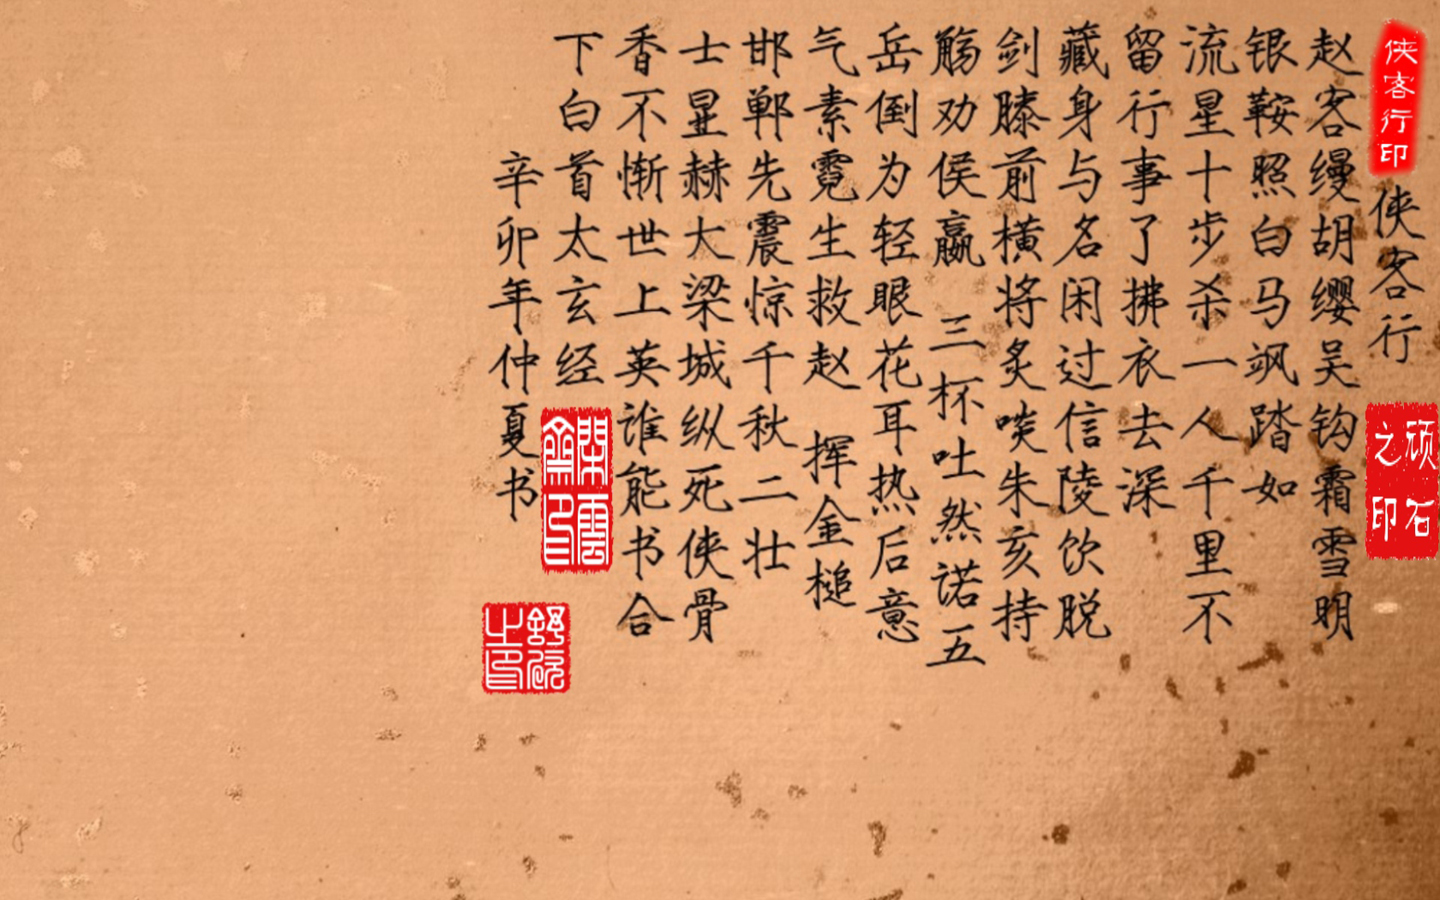 侠客行印
侠客行
顽石之印
赵客缦胡缨吴钩霜雪明
银鞍照白马飒踏如
流星十步杀一人千里不
留行事了拂衣去深
藏身与名闲过信陵饮脱
剑膝前横将炙啖朱亥持
觞劝侯嬴 三杯吐然诺五
岳倒为轻眼花耳热后意
气素霓生救赵 挥金槌
邯郸先震惊千秋二壮
士显赫大梁城纵死侠骨
香不惭世上英谁能书合
下白首太玄经
辛卯年仲夏书
閒雲齋印